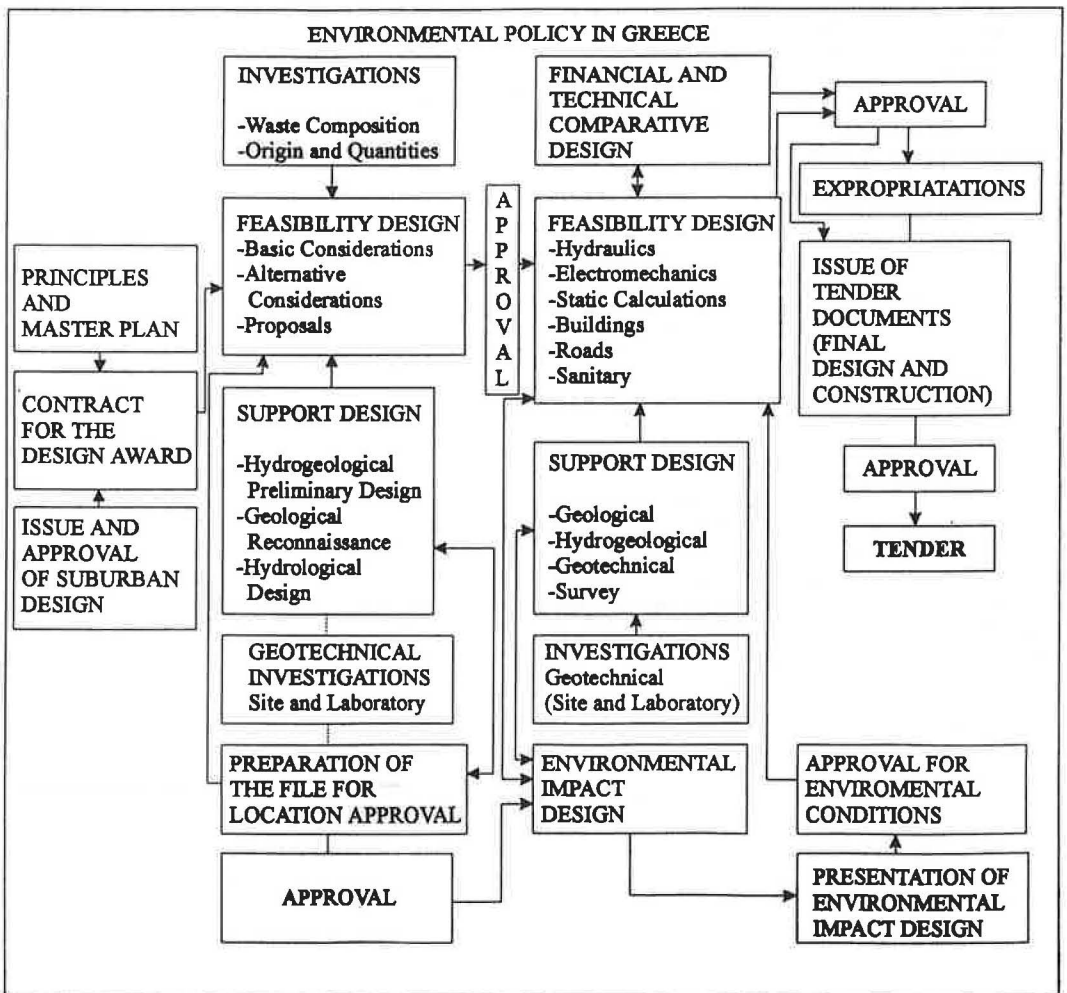 ENVIRONMENTAL POLICY IN GREECE
INVESTIGATIONS
-Waste Composition
-Origin and Quantities
FINANCIAL AND
TECHNICAL
COMPARATIVE
DESIGN
APPROVAL
EXPROPRIATATIONS
PRINCIPLES
AND
MASTER PLAN
FEASIBILITY DESIGN
-Basic Considerations
-Alternative
Considerations
-Proposals
A
P
P
R
O
V
A
L
FEASIBILITY DESIGN
-Hydraulics
-Electromechanics
-Static Calculations
-Buildings
-Roads
-Sanitary
ISSUE OF
TENDER
DOCUMENTS
(FINAL
DESIGN AND
CONSTRUCTION)
CONTRACT
FOR THE
DESIGN AWARD
SUPPORT DESIGN
-Hydrogeological
Preliminary Design
-Geological
Reconnaissance
-Hydrological
Design
SUPPORT DESIGN
-Geological
-Hydrogeological
-Geotechnical
-Survey
APPROVAL
TENDER
ISSUE AND
APPROVAL
OF SUBURBAN
DESIGN
GEOTECHNICAL
INVESTIGATIONS
Site and Laboratory
INVESTIGATIONS
Geotechnical
(Site and Laboratory)
PREPARATION OF
THE FILE FOR
LOCATION APPROVAL
ENVIRONMENTAL
IMPACT
DESIGN
APPROVAL FOR
ENVIROMENTAL
CONDITIONS
APPROVAL
PRESENTATION OF
ENVIRONMENTAL
IMPACT DESIGN